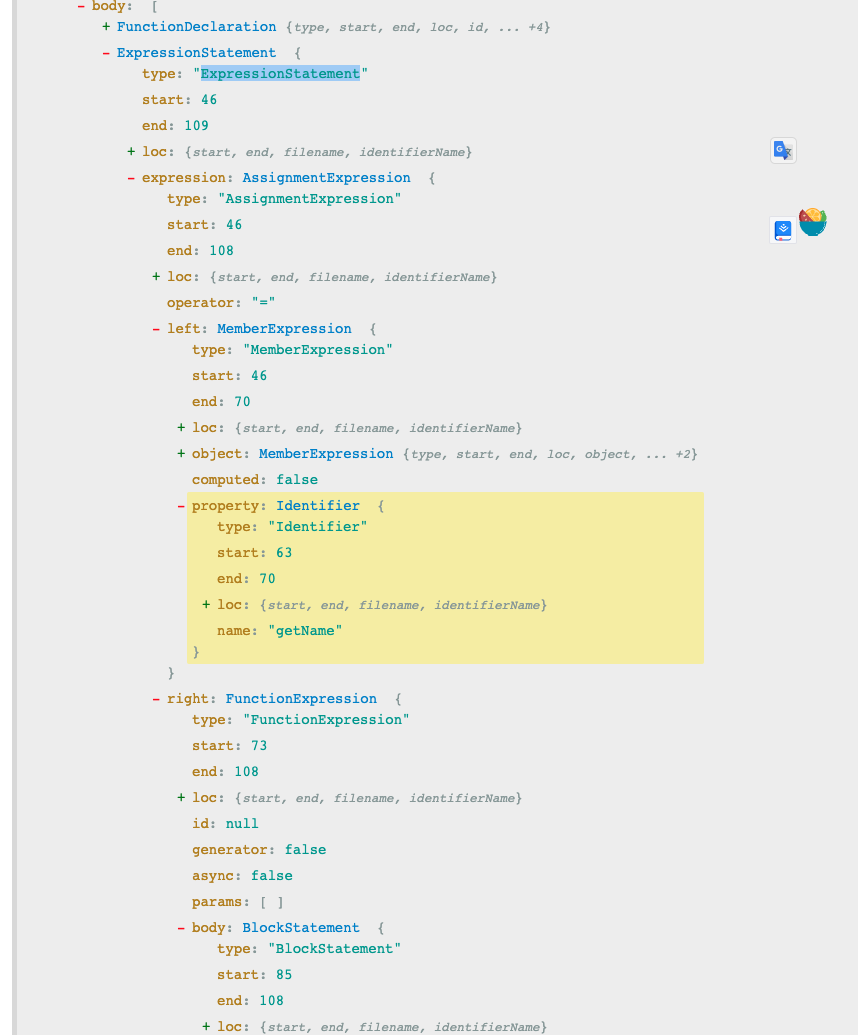 - body: [
+ FunctionDeclaration {type, start, end, loc, id, ... +4}
- ExpressionStatement {
type: "ExpressionStatement"
start: 46
end: 109
+ loc: {start, end, filename, identifierName}
- expression: AssignmentExpression {
type: "AssignmentExpression"
start: 46
end: 108
+ loc: {start, end, filename, identifierName}
operator: "="
- left: MemberExpression {
type: "MemberExpression"
start: 46
end: 70
+ loc: {start, end, filename, identifierName}
+ object: MemberExpression {type, start, end, loc, object, ... +2}
computed: false
- property: Identifier {
type: "Identifier"
start: 63
end: 70
+ loc: {start, end, filename, identifierName}
name: "getName"
}
}
- right: FunctionExpression {
type: "FunctionExpression"
start: 73
end: 108
+ loc: {start, end, filename, identifierName}
id: null
generator: false
async: false
params: [ ]
- body: BlockStatement {
type: "BlockStatement"
start: 85
end: 108
+ loc: {start, end, filename, identifierName}